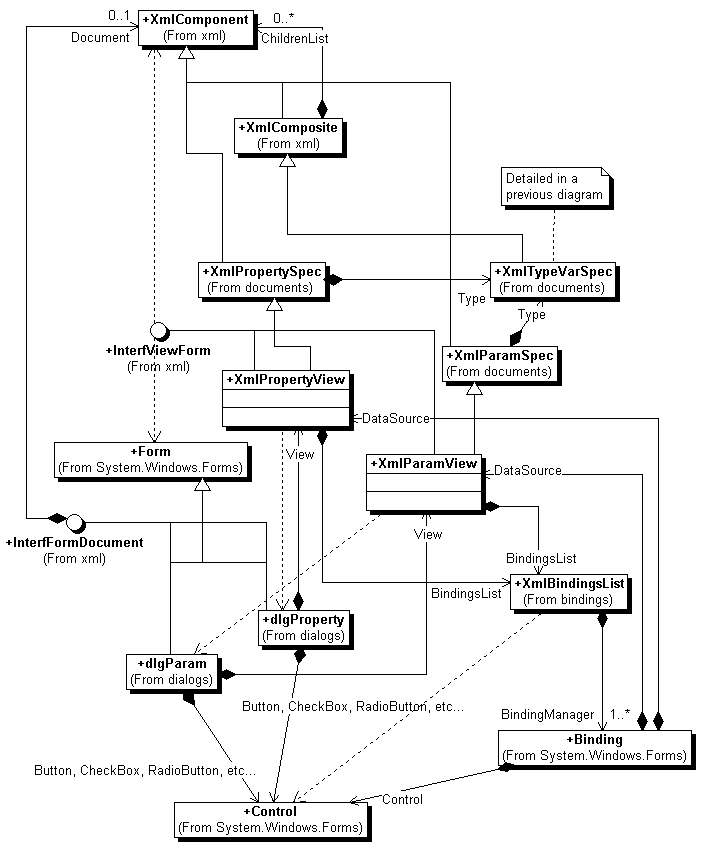 0..1
+XmlComponent
(From xml)
0..*
Document
ChildrenList
+XmlComposite
(From xml)
Detailed in a
previous diagram
+XmlPropertySpec
(From documents)
+XmlTypeVarSpec
(From documents)
Type
Type
+InterfViewForm
(From xml)
+XmlParamSpec
(From documents)
+XmlPropertyView
DataSource
+Form
(From System.Windows.Forms)
View
+XmlParamView
DataSource
+InterfFormDocument
(From xml)
View
BindingsList
BindingsList
+XmlBindingsList
(From bindings)
+dlgProperty
(From dialogs)
+dlgParam
(From dialogs)
Button, CheckBox, RadioButton, etc...
BindingManager
1..*
+Binding
(From System.Windows.Forms)
Button, CheckBox, RadioButton, etc...
Control
+Control
(From System.Windows.Forms)